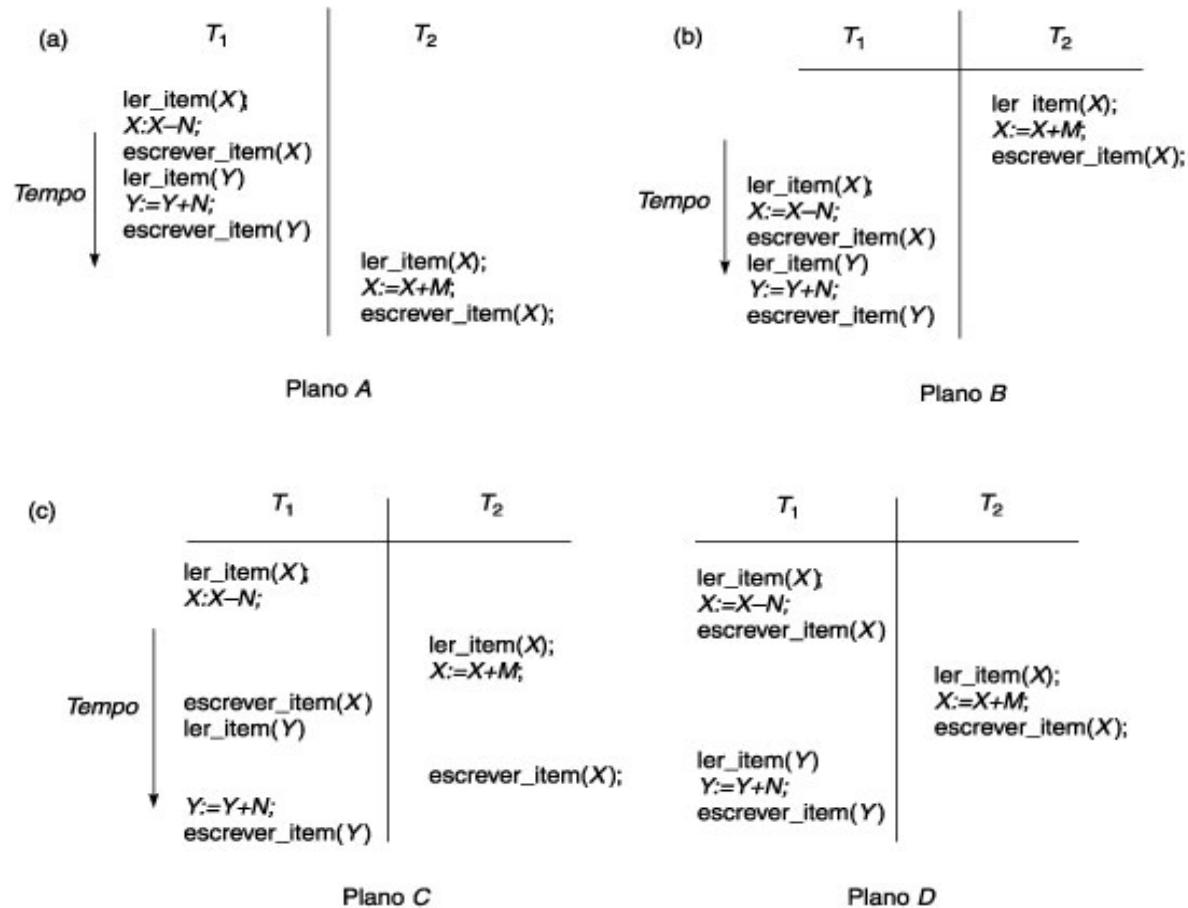 (a)
T1
T2
ler_item(X);
X:X–N;
escrever_item(X)
ler_item(Y)
Y:=Y+N;
escrever_item(Y)
Tempo
ler_item(X);
X:=X+M;
escrever_item(X);
Plano A
(b)
T1
T2
ler item(X);
X:=X+M;
escrever_item(X);
Tempo
ler_item(X);
X:=X–N;
escrever_item(X)
ler_item(Y)
Y:=Y+N;
escrever_item(Y)
Plano B
(c)
T1
T2
ler_item(X);
X:X–N;
ler_item(X);
X:=X+M;
Tempo
escrever_item(X)
ler_item(Y)
escrever_item(X);
Y:=Y+N;
escrever_item(Y)
Plano C
T1
T2
ler_item(X);
X:=X–N;
escrever_item(X)
ler_item(X);
X:=X+M;
escrever_item(X);
ler_item(Y)
Y:=Y+N;
escrever_item(Y)
Plano D